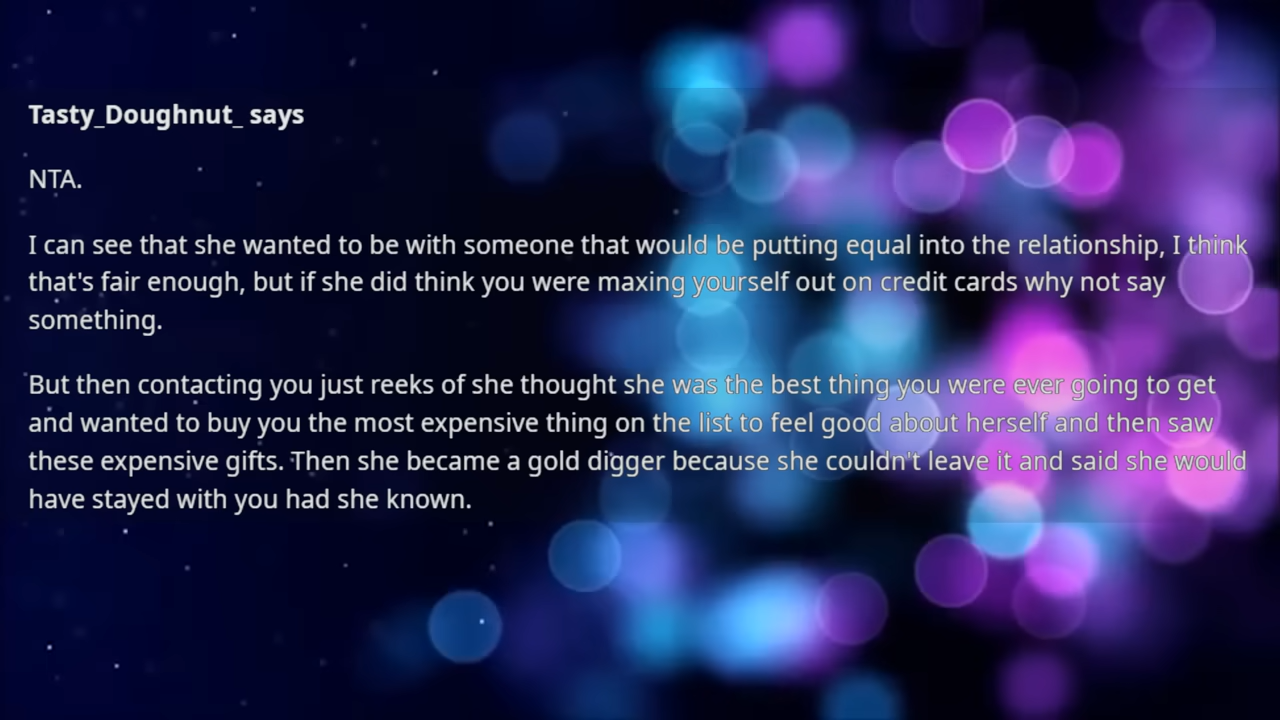 Tasty_Doughnut_ says
NTA.
I can see that she wanted to be with someone that would be putting equal into the relationship, I think
that's fair enough, but if she did think you were maxing yourself out on credit cards why not say
something.
But then contacting you just reeks of she thought she was the best thing you were ever going to get
and wanted to buy you the most expensive thing on the list to feel good about herself and then saw
these expensive gifts. Then she became a gold digger because she couldn't leave it and said she would
have stayed with you had she known.